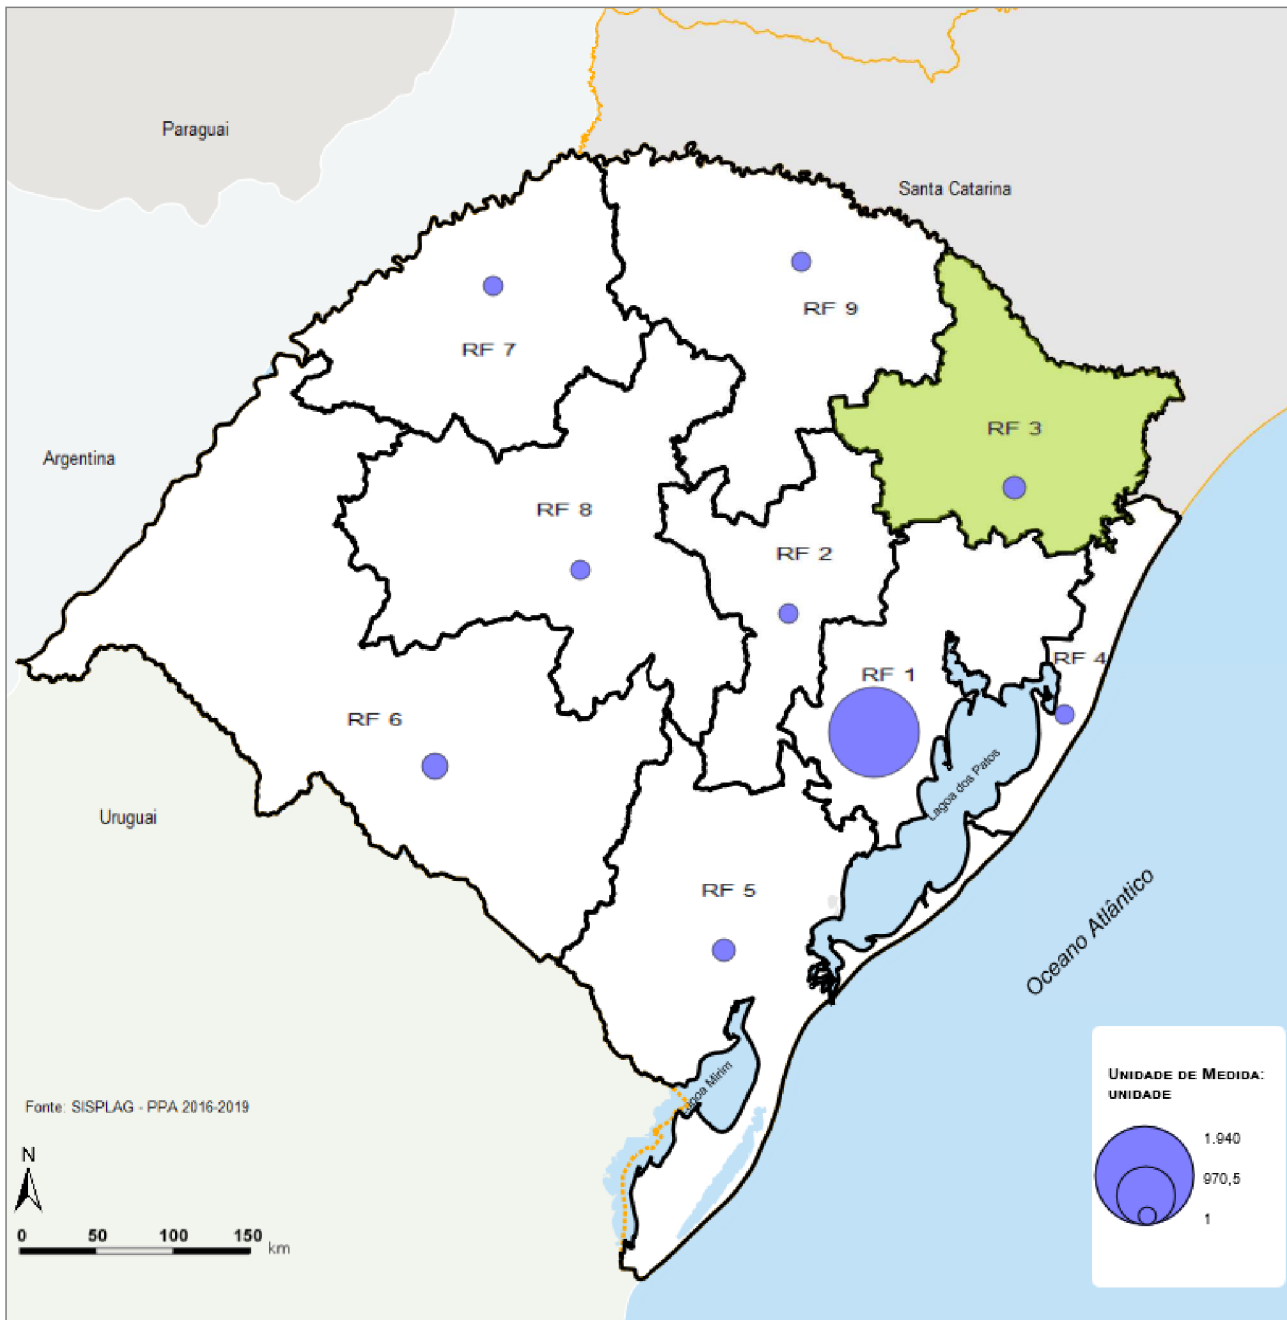 Paraguai
Santa Catarina
RF 9
RF 7
RF 3
Argentina
RF 8
RF 2
RF 4
RF 1
RF 6
Lagoa dos Patos
Uruguai
RF 5
Oceano Atlântico
Lagoa Mirim
UNIDADE DE MEDIDA:
UNIDADE
1.940
970,5
1
Fonte: SISPLAG - PPA 2016-2019
N
0 50 100 150
km